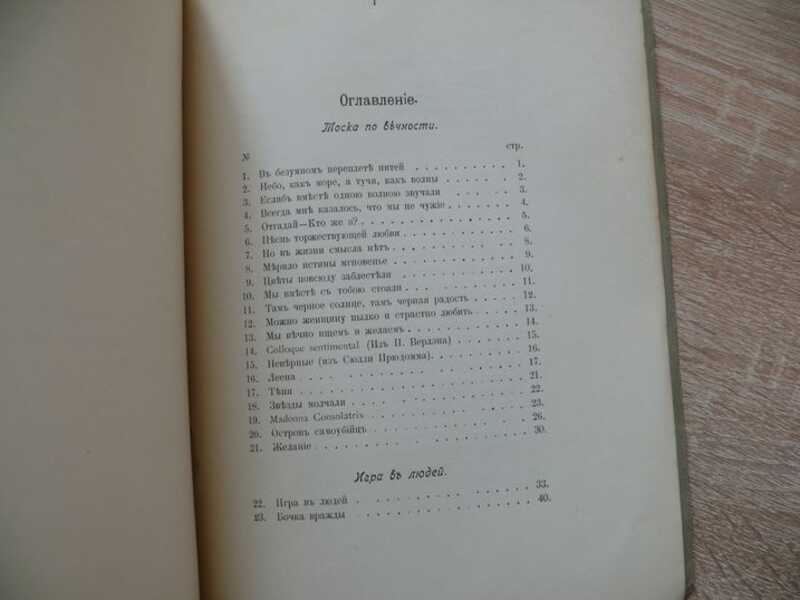 Оглавленіе.
Тоска по вѣчности.
№ стр.
1. Въ безумномъ переплетѣ нитей 1.
2. Небо, какъ море, а тучи, какъ волны 2.
3. Еслибъ вмѣстѣ одною волною звучали 3.
4. Всегда мнѣ казалось, что мы не чужіе 4.
5. Отгадай—Кто же я? 5.
6. Пѣснь торжествующей любви 6.
7. Но въ жизни смысла нѣтъ 8.
8. Мѣрило истины мгновенье 9.
9. Цвѣты повсюду заблестѣли 10.
10. Мы вмѣстѣ съ тобою стояли 11.
11. Тамъ черное солнце, тамъ черная радость 12.
12. Можно женщину пылко и страстно любить 13.
13. Мы вѣчно ищемъ и желаемъ 14.
14. Colloque sentimental (Изъ П. Верлэна) 15.
15. Невѣрные (изъ Сюлли Прюдомма). 16.
16. Леена 17.
17. Тѣни 21.
18. Звѣзды молчали 22.
19. Madonna Consolatrix 23.
20. Островъ самоубійцъ 26.
21. Желаніе 30.
Игра въ людей.
22. Игра въ людей 33.
23. Бочка вражды 40.